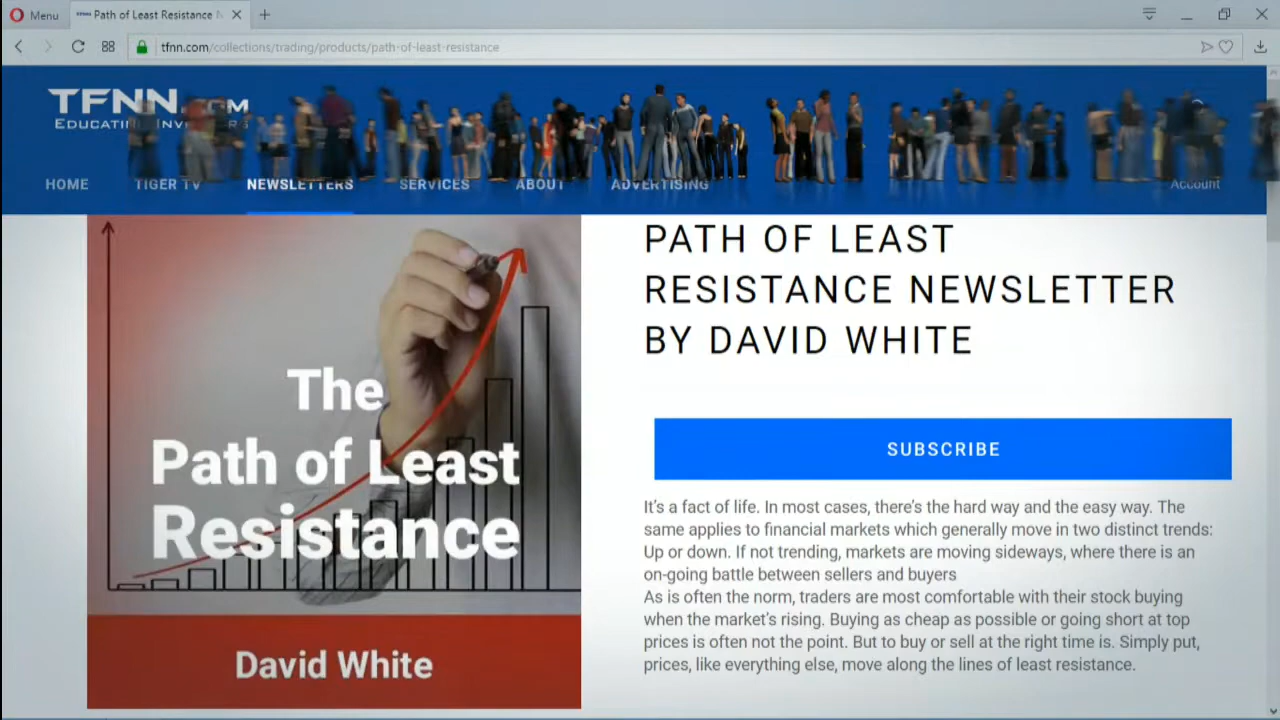 Menu
Path of Least Resistance N
tfnn.com/collections/trading/products/path-of-least-resistance
TFNN.COM
EDUCATING INVESTORS
HOME
TIGER TV
NEWSLETTERS
SERVICES
ABOUT
ADVERTISING
Account
The
Path of Least
Resistance
David White
PATH OF LEAST
RESISTANCE NEWSLETTER
BY DAVID WHITE
SUBSCRIBE
It's a fact of life. In most cases, there's the hard way and the easy way. The
same applies to financial markets which generally move in two distinct trends:
Up or down. If not trending, markets are moving sideways, where there is an
on-going battle between sellers and buyers
As is often the norm, traders are most comfortable with their stock buying
when the market's rising. Buying as cheap as possible or going short at top
prices is often not the point. But to buy or sell at the right time is. Simply put,
prices, like everything else, move along the lines of least resistance.